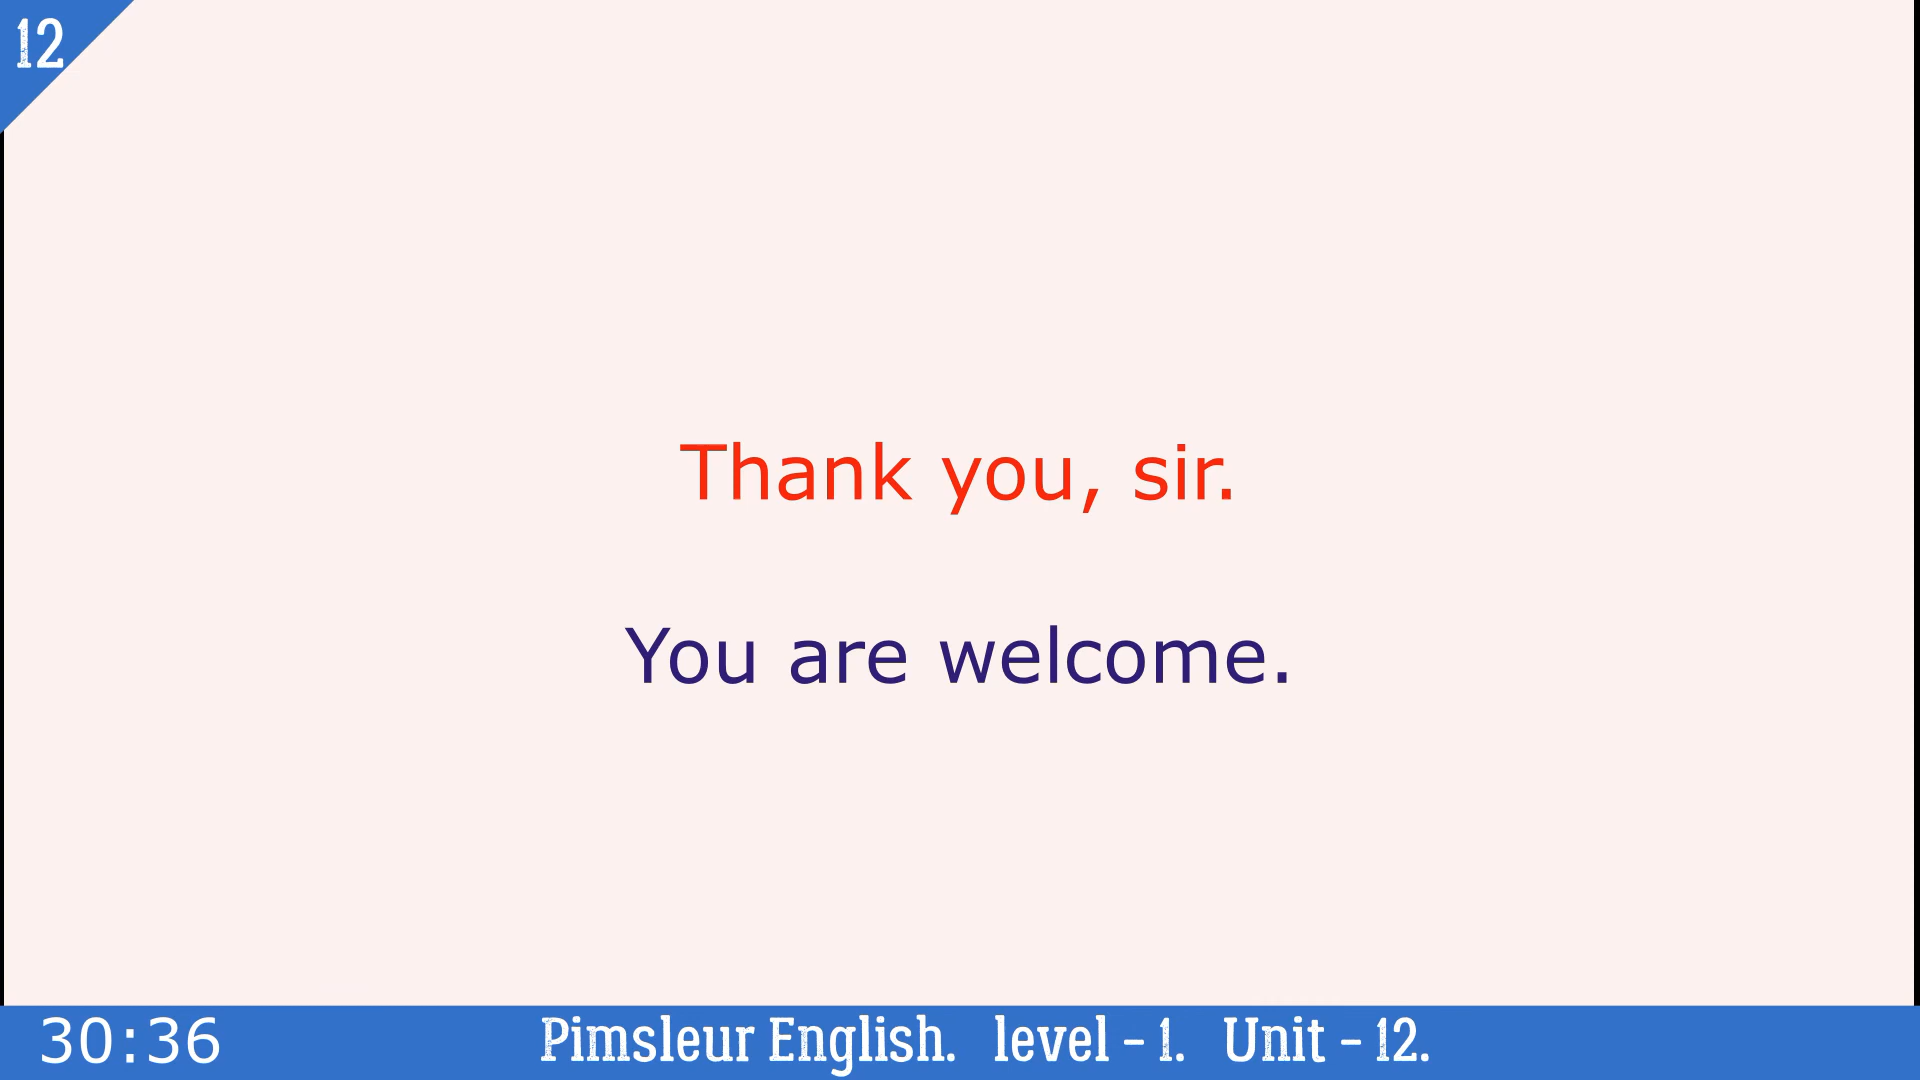 12
Thank you, sir.
You are welcome.
30:36 Pimsleur English. level - 1. Unit - 12.